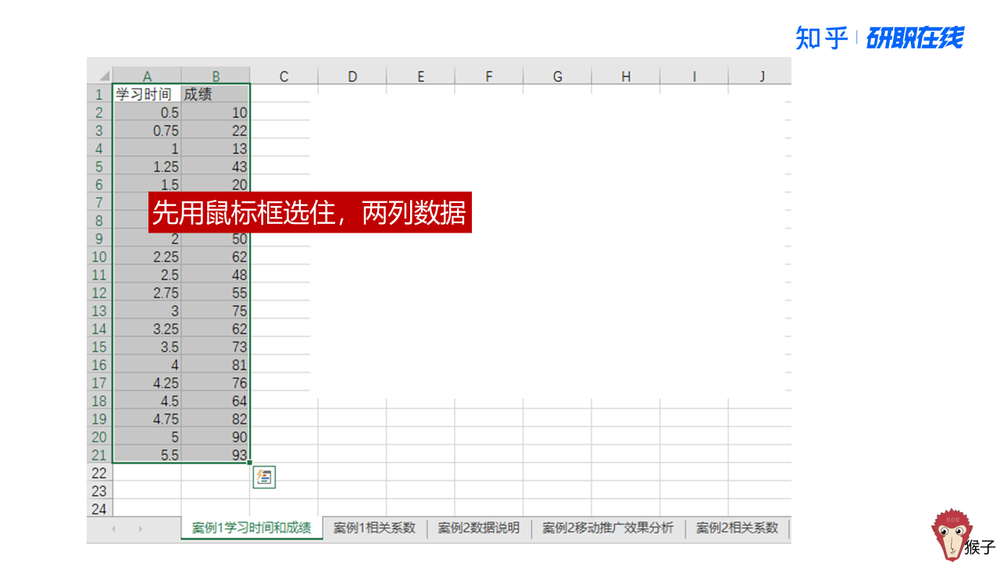 知乎 | 研职在线
A B C D E F G H I J
1 学习时间 成绩
2 0.5 10
3 0.75 22
4 1 13
5 1.25 43
6 1.5 20
7
先用鼠标框选住，两列数据
8
9 2 50
10 2.25 62
11 2.5 48
12 2.75 55
13 3 75
14 3.25 62
15 3.5 73
16 4 81
17 4.25 76
18 4.5 64
19 4.75 82
20 5 90
21 5.5 93
22
23
24
案例1学习时间和成绩 案例1相关系数 案例2数据说明 案例2移动推广效果分析 案例2相关系数
HOU
猴子